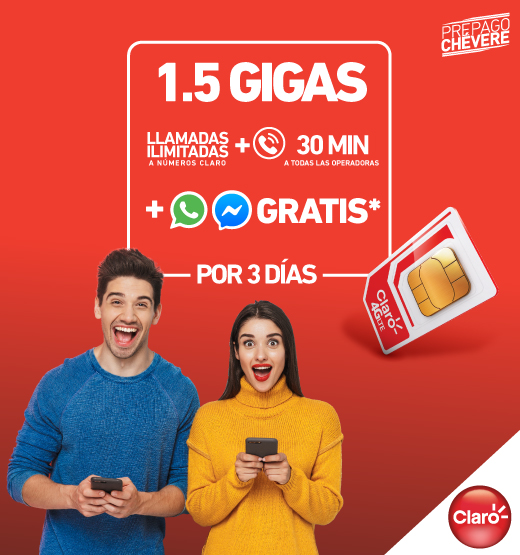 PREPAGO
CHÉVERE
1.5 GIGAS
LLAMADAS
ILIMITADAS
A NÚMEROS CLARO
+
30 MIN
A TODAS LAS OPERADORAS
+ GRATIS*
POR 3 DÍAS
Claro
4G LTE
Claro